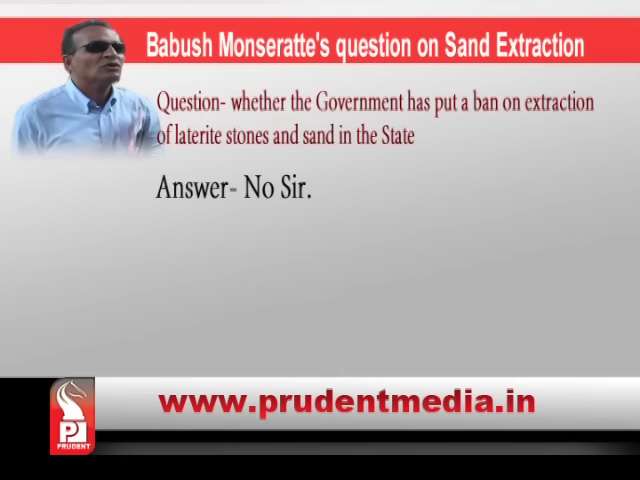 Babush Monseratte's question on Sand Extraction
Question- whether the Government has put a ban on extraction
of laterite stones and sand in the State
Answer- No Sir.
www.prudentmedia.in
P
PRUDENT